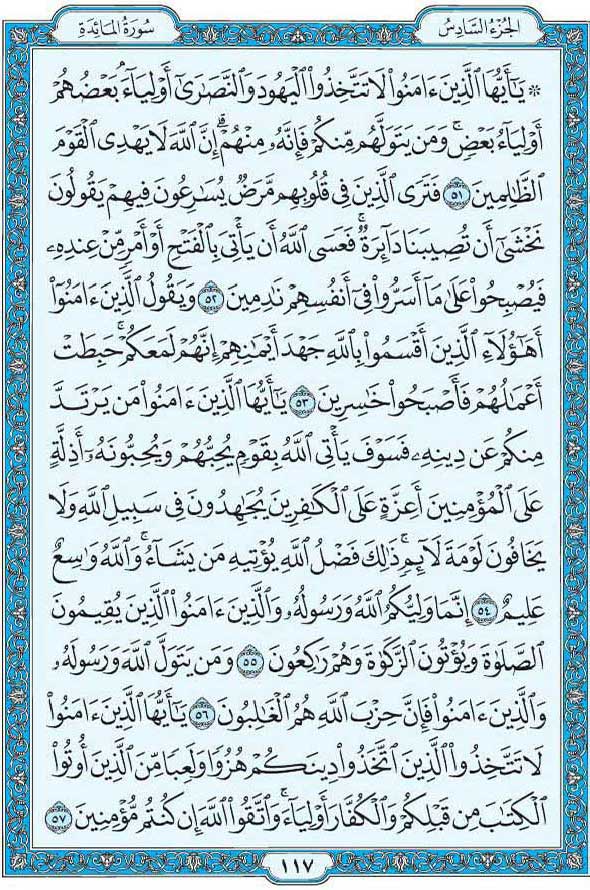 الجُزْءُ السَّادِسُ
سُورَةُ المَائِدَةِ
۞ يَٰٓأَيُّهَا ٱلَّذِينَ ءَامَنُوا۟ لَا تَتَّخِذُوا۟ ٱلْيَهُودَ وَٱلنَّصَٰرَىٰٓ أَوْلِيَآءَ ۘ بَعْضُهُمْ
أَوْلِيَآءُ بَعْضٍۢ ۚ وَمَن يَتَوَلَّهُم مِّنكُمْ فَإِنَّهُۥ مِنْهُمْ ۗ إِنَّ ٱللَّهَ لَا يَهْدِى ٱلْقَوْمَ
ٱلظَّٰلِمِينَ ٥١ فَتَرَى ٱلَّذِينَ فِى قُلُوبِهِم مَّرَضٌۭ يُسَٰرِعُونَ فِيهِمْ يَقُولُونَ
نَخْشَىٰٓ أَن تُصِيبَنَا دَآئِرَةٌۭ ۚ فَعَسَى ٱللَّهُ أَن يَأْتِىَ بِٱلْفَتْحِ أَوْ أَمْرٍۢ مِّنْ عِندِهِۦ
فَيُصْبِحُوا۟ عَلَىٰ مَآ أَسَرُّوا۟ فِىٓ أَنفُسِهِمْ نَٰدِمِينَ ٥٢ وَيَقُولُ ٱلَّذِينَ ءَامَنُوٓا۟
أَهَٰٓؤُلَآءِ ٱلَّذِينَ أَقْسَمُوا۟ بِٱللَّهِ جَهْدَ أَيْمَٰنِهِمْ إِنَّهُمْ لَمَعَكُمْ ۚ حَبِطَتْ
أَعْمَٰلُهُمْ فَأَصْبَحُوا۟ خَٰسِرِينَ ٥٣ يَٰٓأَيُّهَا ٱلَّذِينَ ءَامَنُوا۟ مَن يَرْتَدَّ
مِنكُمْ عَن دِينِهِۦ فَسَوْفَ يَأْتِى ٱللَّهُ بِقَوْمٍۢ يُحِبُّهُمْ وَيُحِبُّونَهُۥٓ أَذِلَّةٍ
عَلَى ٱلْمُؤْمِنِينَ أَعِزَّةٍ عَلَى ٱلْكَٰفِرِينَ يُجَٰهِدُونَ فِى سَبِيلِ ٱللَّهِ وَلَا
يَخَافُونَ لَوْمَةَ لَآئِمٍۢ ۚ ذَٰلِكَ فَضْلُ ٱللَّهِ يُؤْتِيهِ مَن يَشَآءُ ۚ وَٱللَّهُ وَٰسِعٌ
عَلِيمٌ ٥٤ إِنَّمَا وَلِيُّكُمُ ٱللَّهُ وَرَسُولُهُۥ وَٱلَّذِينَ ءَامَنُوا۟ ٱلَّذِينَ يُقِيمُونَ
ٱلصَّلَوٰةَ وَيُؤْتُونَ ٱلزَّكَوٰةَ وَهُمْ رَٰكِعُونَ ٥٥ وَمَن يَتَوَلَّ ٱللَّهَ وَرَسُولَهُۥ
وَٱلَّذِينَ ءَامَنُوا۟ فَإِنَّ حِزْبَ ٱللَّهِ هُمُ ٱلْغَٰلِبُونَ ٥٦ يَٰٓأَيُّهَا ٱلَّذِينَ ءَامَنُوا۟
لَا تَتَّخِذُوا۟ ٱلَّذِينَ ٱتَّخَذُوا۟ دِينَكُمْ هُزُوًۭا وَلَعِبًۭا مِّنَ ٱلَّذِينَ أُوتُوا۟
ٱلْكِتَٰبَ مِن قَبْلِكُمْ وَٱلْكُفَّارَ أَوْلِيَآءَ ۚ وَٱتَّقُوا۟ ٱللَّهَ إِن كُنتُم مُّؤْمِنِينَ ٥٧
١١٧